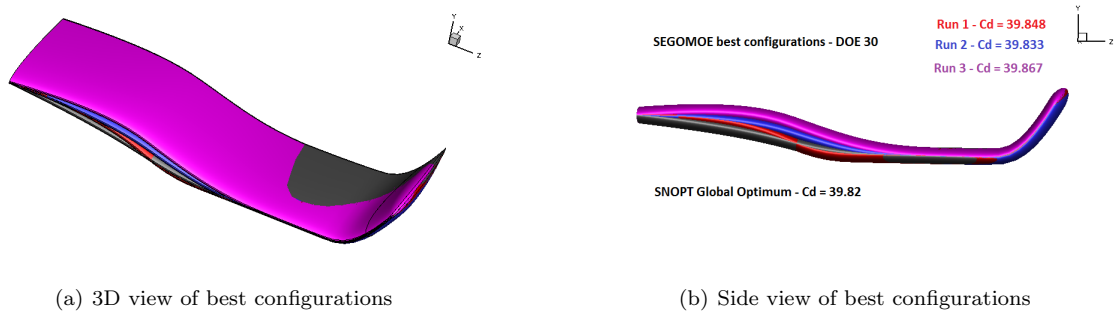 Y
X
Z
SEGOMOE best configurations - DOE 30
Run 1 - Cd = 39.848
Run 2 - Cd = 39.833
Run 3 - Cd = 39.867
Y
Z
SNOPT Global Optimum - Cd = 39.82
(a) 3D view of best configurations
(b) Side view of best configurations